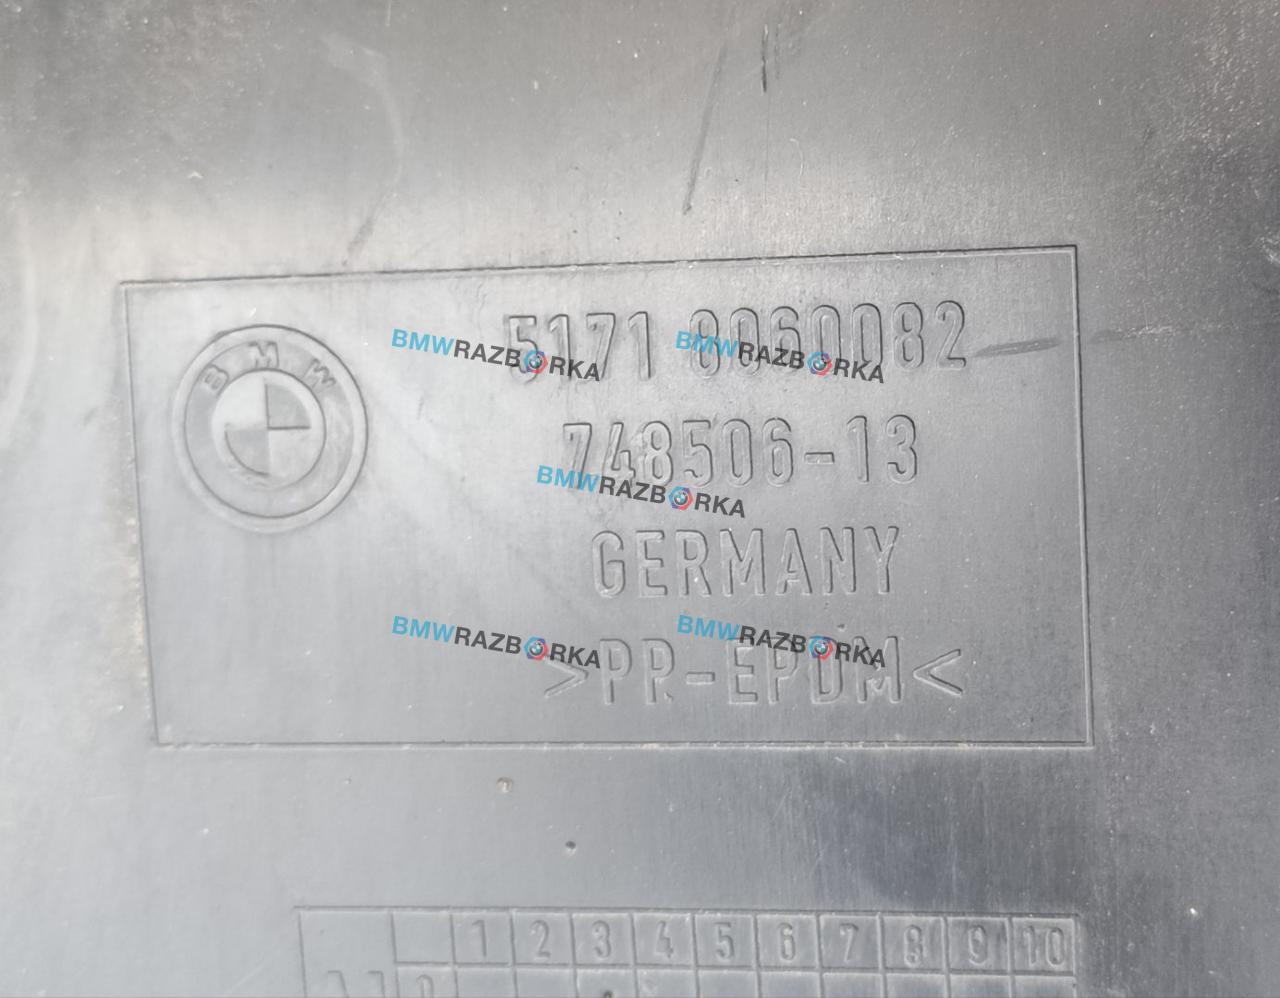 BMW
5171 8060082
748506-13
GERMANY
>PP-EPDM<
1 2 3 4 5 6 7 8 9 10
BMWRAZBORKA
BMWRAZBORKA
BMWRAZBORKA
BMWRAZBORKA
BMWRAZBORKA